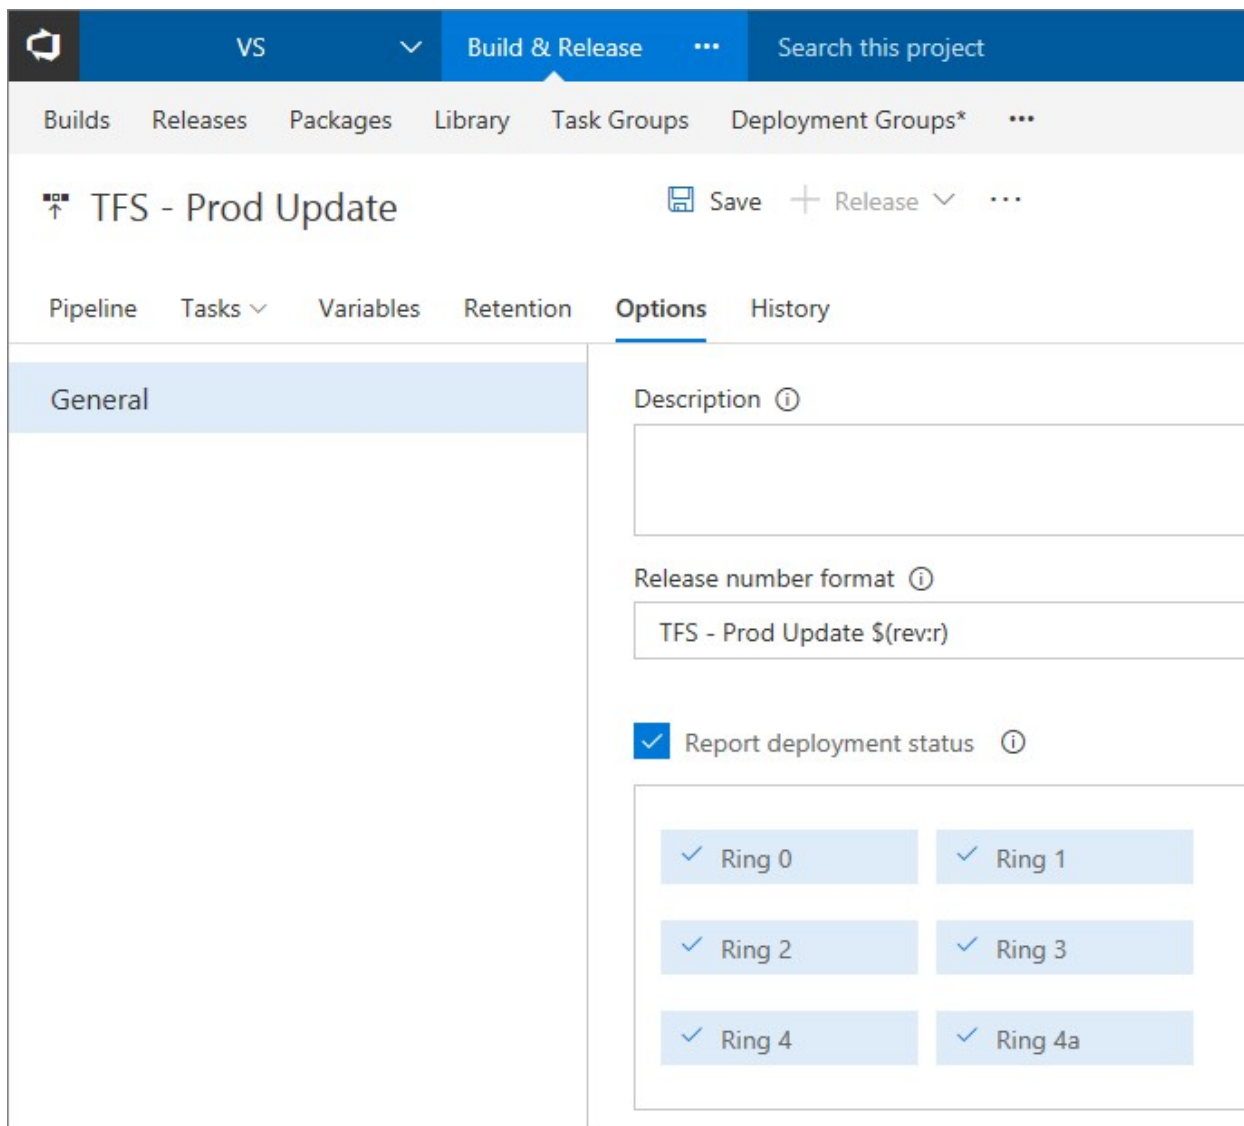 VS Build & Release ••• Search this project
Builds Releases Packages Library Task Groups Deployment Groups* •••
TFS - Prod Update Save + Release ···
Pipeline Tasks Variables Retention Options History
General
Description
Release number format
TFS - Prod Update $(rev:r)
Report deployment status
Ring 0 Ring 1
Ring 2 Ring 3
Ring 4 Ring 4a